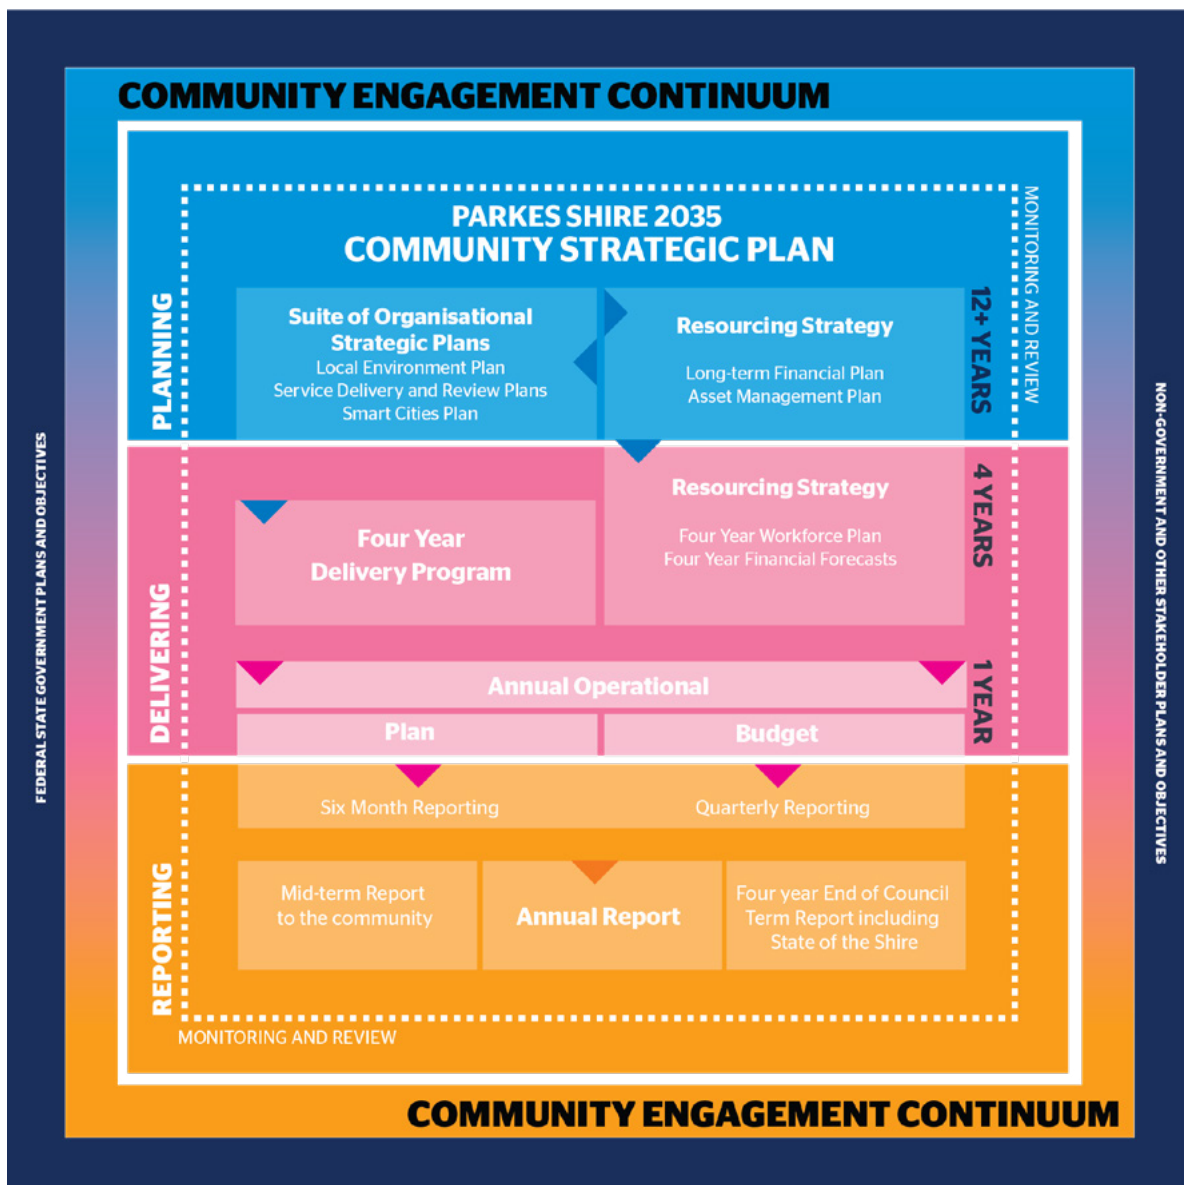 COMMUNITY ENGAGEMENT CONTINUUM
PARKES SHIRE 2035
COMMUNITY STRATEGIC PLAN
MONITORING AND REVIEW
PLANNING
Suite of Organisational
Strategic Plans
Local Environment Plan
Service Delivery and Review Plans
Smart Cities Plan
Resourcing Strategy
Long-term Financial Plan
Asset Management Plan
12+ YEARS
DELIVERING
Four Year
Delivery Program
Resourcing Strategy
Four Year Workforce Plan
Four Year Financial Forecasts
4 YEARS
Annual Operational
Plan
Budget
1 YEAR
REPORTING
Six Month Reporting
Quarterly Reporting
Mid-term Report
to the community
Annual Report
Four year End of Council
Term Report including
State of the Shire
MONITORING AND REVIEW
COMMUNITY ENGAGEMENT CONTINUUM
FEDERAL STATE GOVERNMENT PLANS AND OBJECTIVES
NON-GOVERNMENT AND OTHER STAKEHOLDER PLANS AND OBJECTIVES